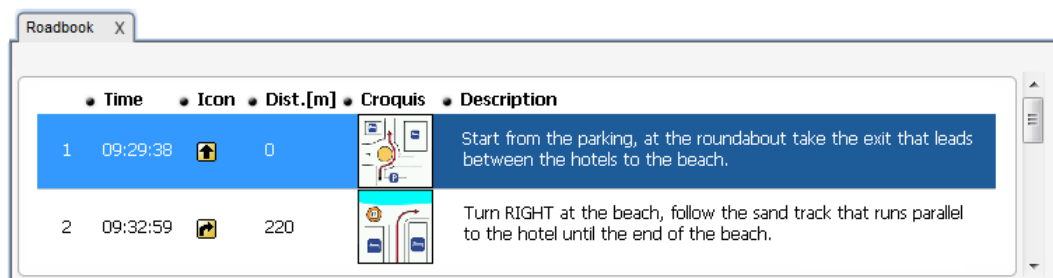 Roadbook X
Time Icon Dist.[m] Croquis Description
1 09:29:38 0 Start from the parking, at the roundabout take the exit that leads
between the hotels to the beach.
P
2 09:32:59 220 Turn RIGHT at the beach, follow the sand track that runs parallel
to the hotel until the end of the beach.